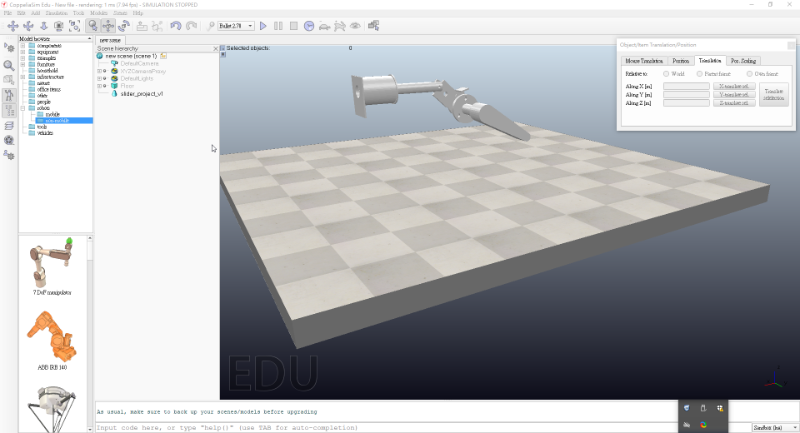 CoppeliaSim Edu - New file - rendering: 1 ms (7.94 fps) - SIMULATION STOPPED
File Edit Add Simulation Tools Modules Scenes Help
Bullet 2.78
Model browser
new scene
Scene hierarchy
Selected objects: 0
components
equipment
examples
furniture
household
infrastructure
nature
office items
other
people
robots
mobile
non-mobile
tools
vehicles
new scene (scene 1)
DefaultCamera
XYZCameraProxy
DefaultLights
Floor
slider_project_v1
Object/Item Translation/Position
Mouse Translation Position Translation Pos. Scaling
Relative to: World Parent frame Own frame
Along X [m] X-translate sel.
Along Y [m] Y-translate sel.
Along Z [m] Z-translate sel.
Translate selection
7 DoF manipulator
ABB IRB 140
EDU
As usual, make sure to back up your scenes/models before upgrading
Input code here, or type "help()" (use TAB for auto-completion)
Sandbox (lua)